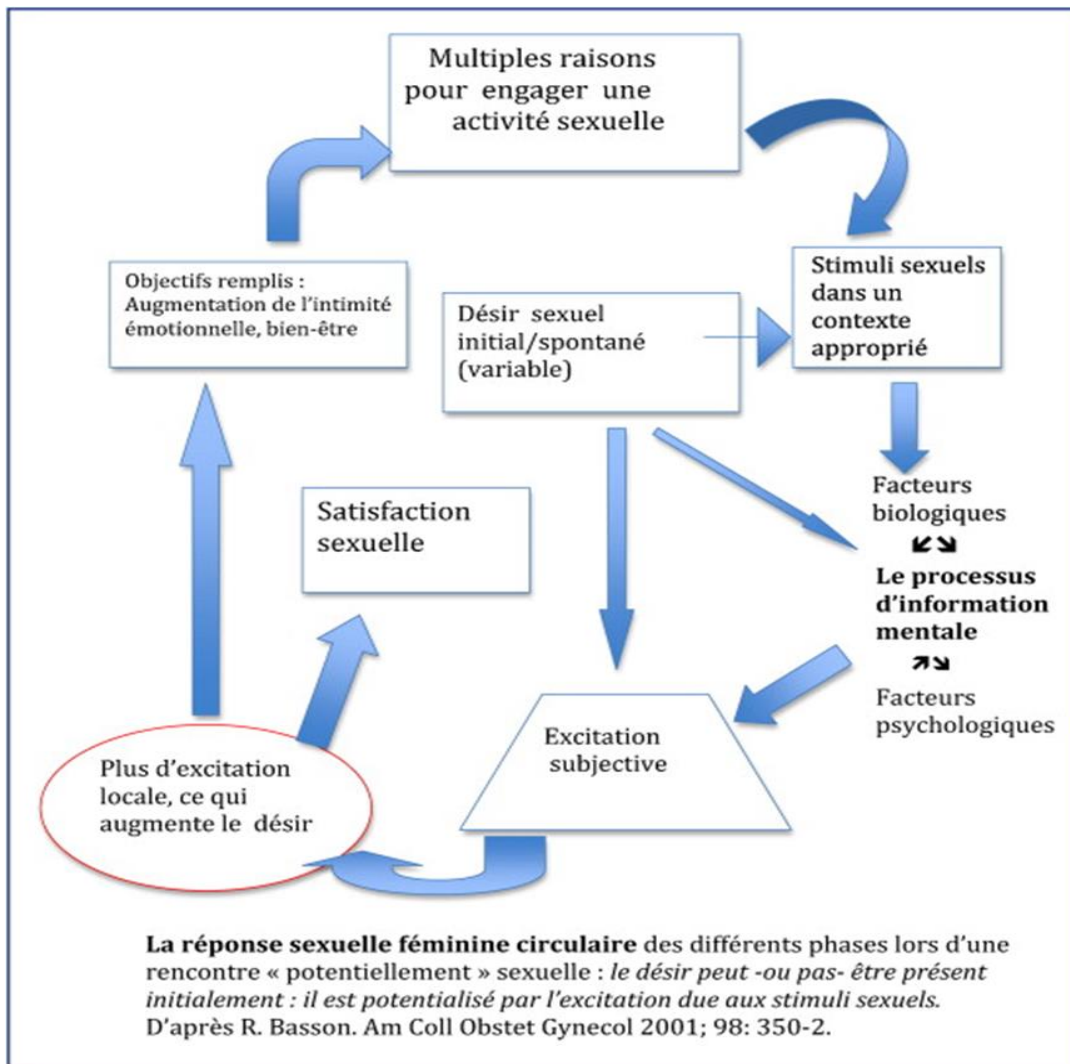 Multiples raisons
pour engager une
activité sexuelle
Objectifs remplis :
Augmentation de l'intimité
émotionnelle, bien-être
Désir sexuel
initial/spontané
(variable)
Stimuli sexuels
dans un
contexte
approprié
Satisfaction
sexuelle
Facteurs
biologiques
Le processus
d'information
mentale
Facteurs
psychologiques
Excitation
subjective
Plus d'excitation
locale, ce qui
augmente le désir
La réponse sexuelle féminine circulaire des différents phases lors d'une
rencontre « potentiellement » sexuelle : le désir peut -ou pas- être présent
initialement : il est potentialisé par l'excitation due aux stimuli sexuels.
D'après R. Basson. Am Coll Obstet Gynecol 2001; 98: 350-2.